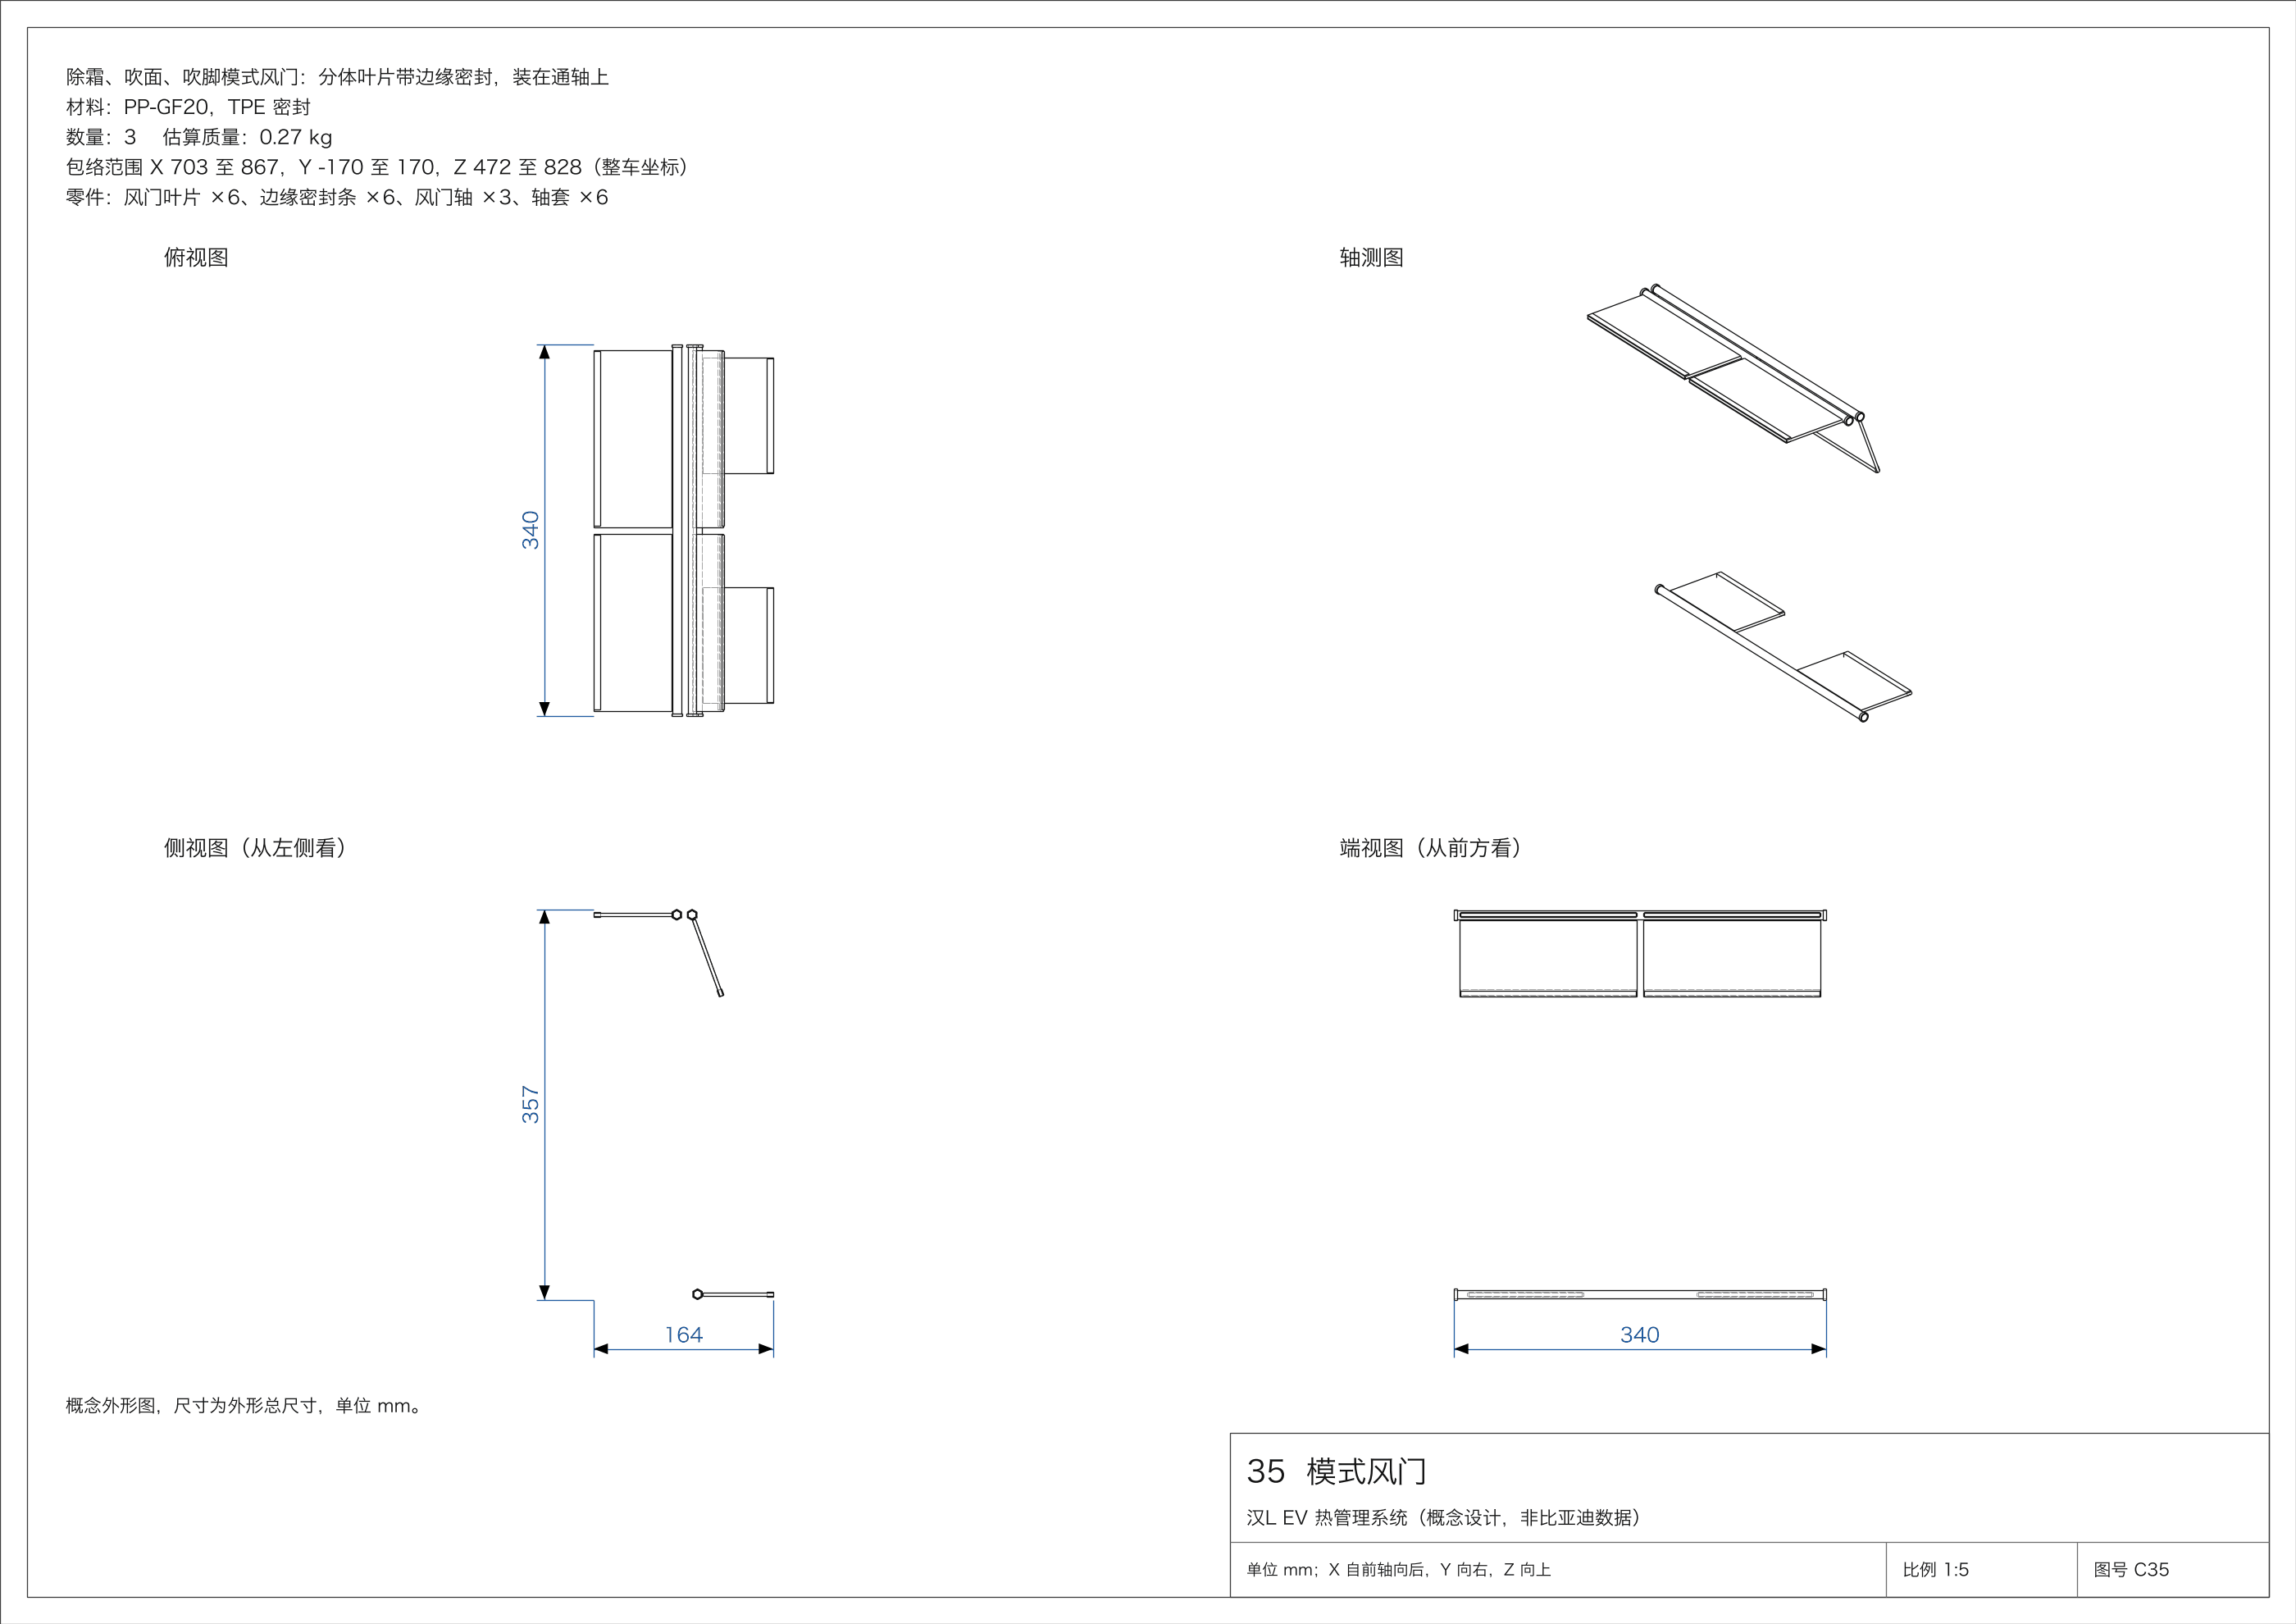 除霜、吹面、吹脚模式风门：分体叶片带边缘密封，装在通轴上
材料：PP-GF20，TPE 密封
数量：3 估算质量：0.27 kg
包络范围 X 703 至 867，Y -170 至 170，Z 472 至 828（整车坐标）
零件：风门叶片 ×6、边缘密封条 ×6、风门轴 ×3、轴套 ×6
俯视图
轴测图
340
侧视图（从左侧看）
端视图（从前方看）
357
164
340
概念外形图，尺寸为外形总尺寸，单位 mm。
35 模式风门
汉L EV 热管理系统（概念设计，非比亚迪数据）
单位 mm；X 自前轴向后，Y 向右，Z 向上
比例 1:5
图号 C35